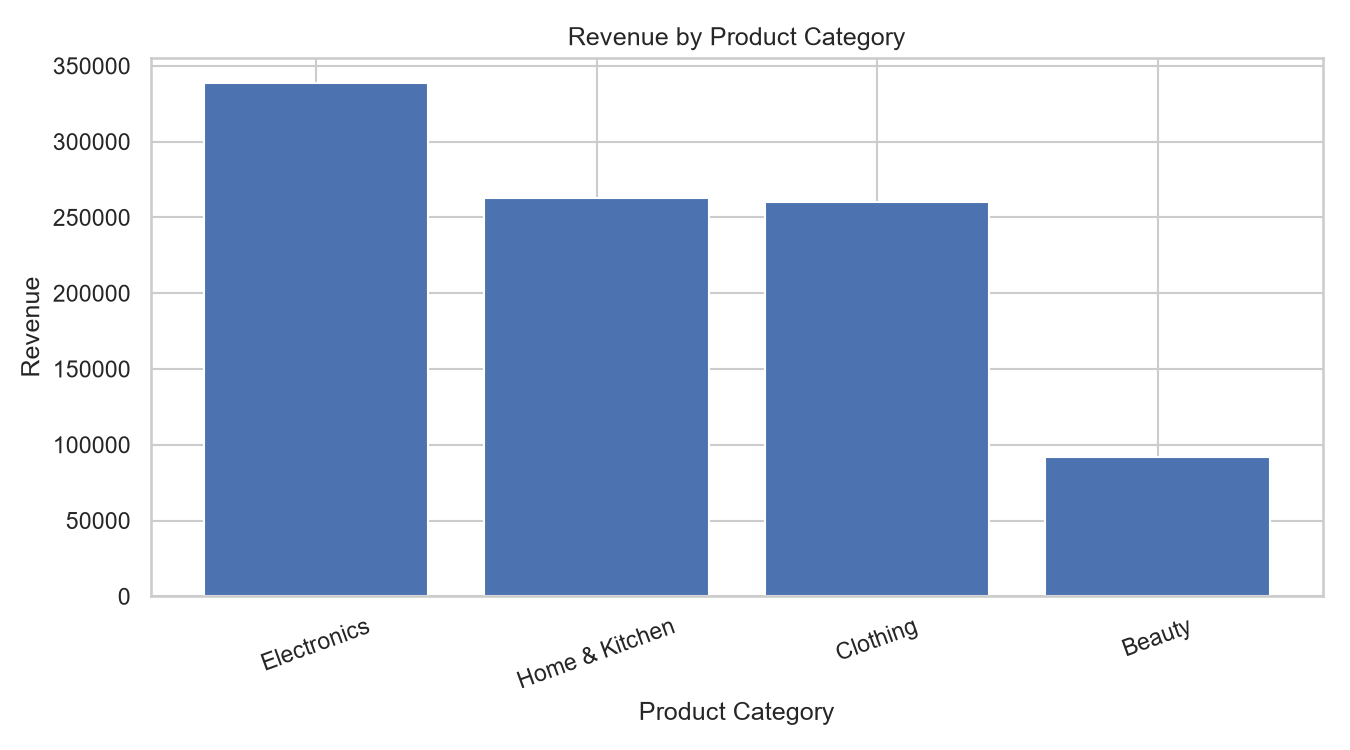 Revenue by Product Category
350000
300000
250000
200000
150000
100000
50000
0
Revenue
Electronics
Home & Kitchen
Clothing
Beauty
Product Category